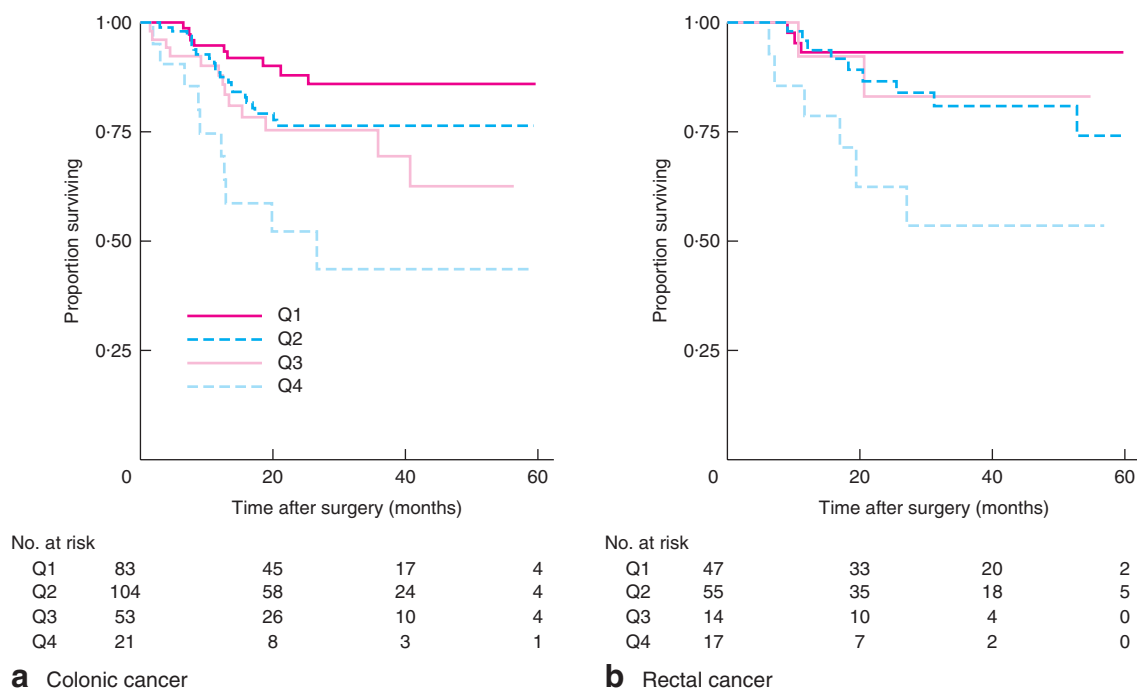 1·00
0·75
0·50
0·25
0
20
40
60
Proportion surviving
Time after surgery (months)
Q1
Q2
Q3
Q4
No. at risk
Q1 83 45 17 4
Q2 104 58 24 4
Q3 53 26 10 4
Q4 21 8 3 1
a Colonic cancer
1·00
0·75
0·50
0·25
0
20
40
60
Proportion surviving
Time after surgery (months)
No. at risk
Q1 47 33 20 2
Q2 55 35 18 5
Q3 14 10 4 0
Q4 17 7 2 0
b Rectal cancer